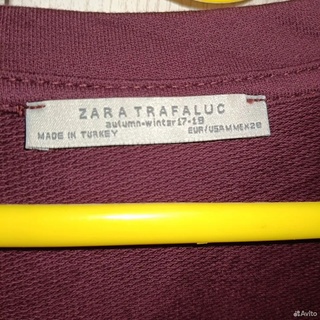 ZARA TRAFALUC
autumn-winter 17-18
MADE IN TURKEY
EUR/USA M MEX 28
Avito